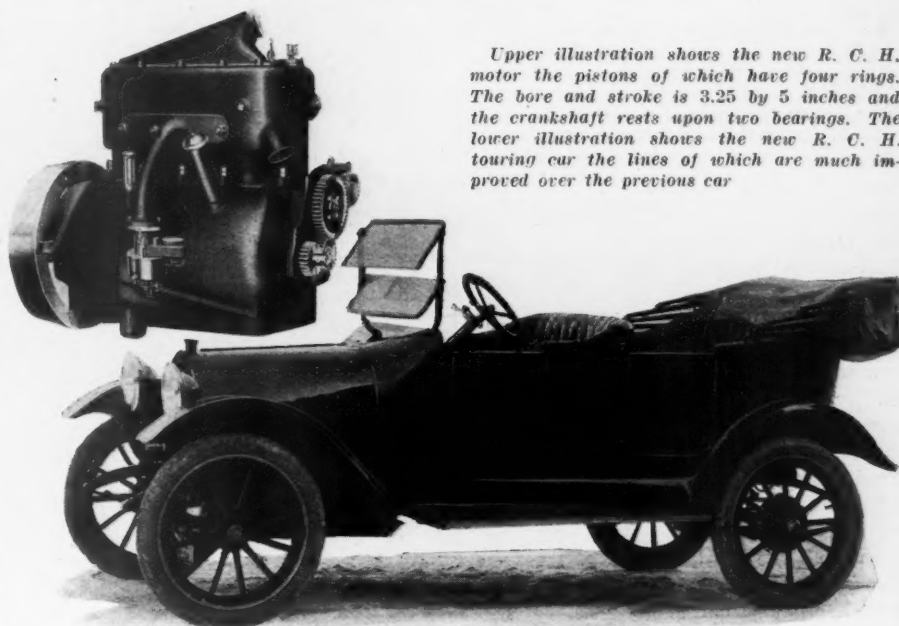 Upper illustration shows the new R. C. H.
motor the pistons of which have four rings.
The bore and stroke is 3.25 by 5 inches and
the crankshaft rests upon two bearings. The
lower illustration shows the new R. C. H.
touring car the lines of which are much im-
proved over the previous car